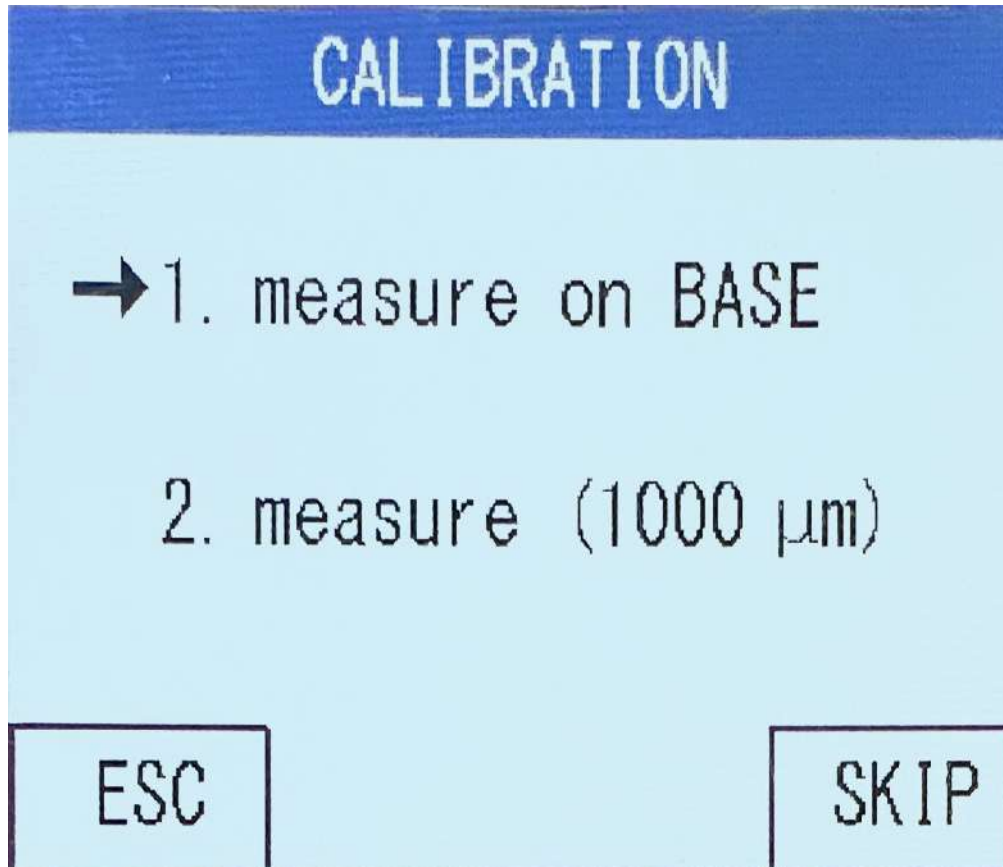 CALIBRATION
→1. measure on BASE
2. measure (1000 μm)
ESC
SKIP